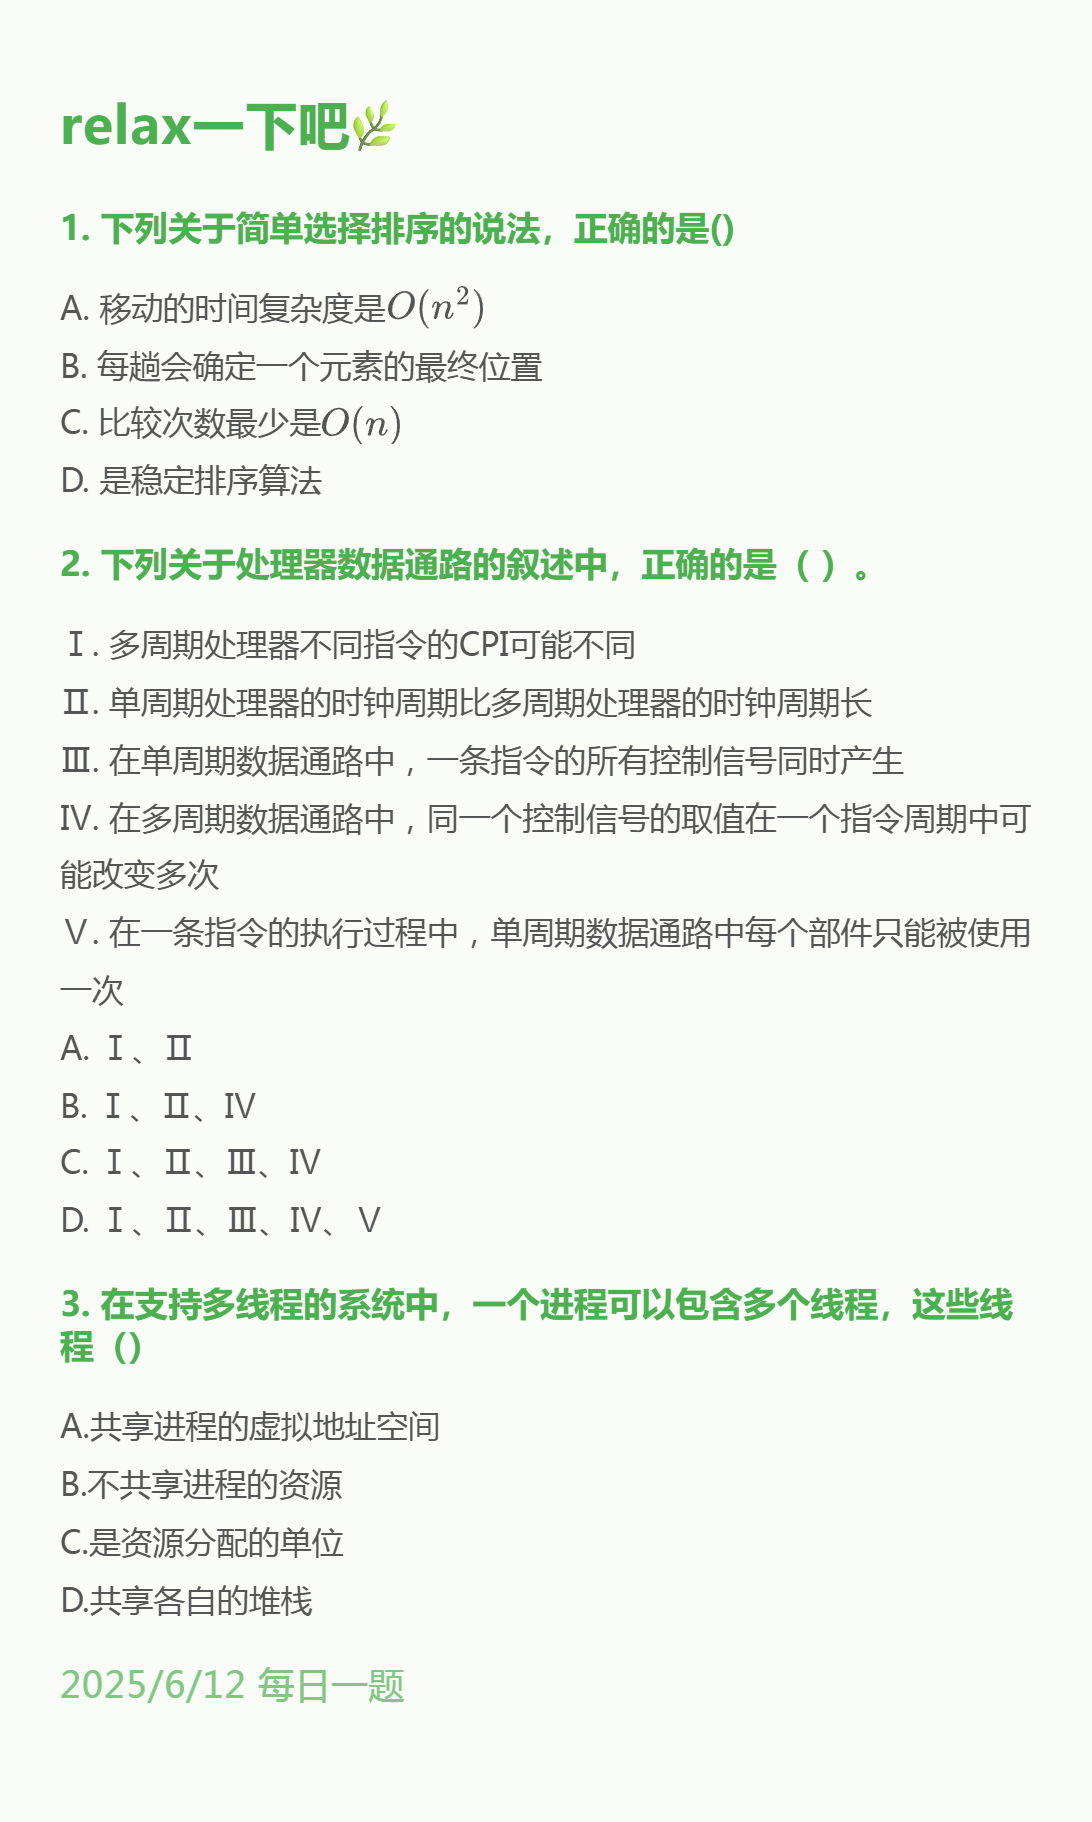 relax一下吧🌿
1. 下列关于简单选择排序的说法，正确的是()
A. 移动的时间复杂度是O(n²)
B. 每趟会确定一个元素的最终位置
C. 比较次数最少是O(n)
D. 是稳定排序算法
2. 下列关于处理器数据通路的叙述中，正确的是（ ）。
Ⅰ. 多周期处理器不同指令的CPI可能不同
Ⅱ. 单周期处理器的时钟周期比多周期处理器的时钟周期长
Ⅲ. 在单周期数据通路中，一条指令的所有控制信号同时产生
Ⅳ. 在多周期数据通路中，同一个控制信号的取值在一个指令周期中可
能改变多次
Ⅴ. 在一条指令的执行过程中，单周期数据通路中每个部件只能被使用
一次
A. Ⅰ、Ⅱ
B. Ⅰ、Ⅱ、Ⅳ
C. Ⅰ、Ⅱ、Ⅲ、Ⅳ
D. Ⅰ、Ⅱ、Ⅲ、Ⅳ、Ⅴ
3. 在支持多线程的系统中，一个进程可以包含多个线程，这些线
程（）
A.共享进程的虚拟地址空间
B.不共享进程的资源
C.是资源分配的单位
D.共享各自的堆栈
2025/6/12 每日一题